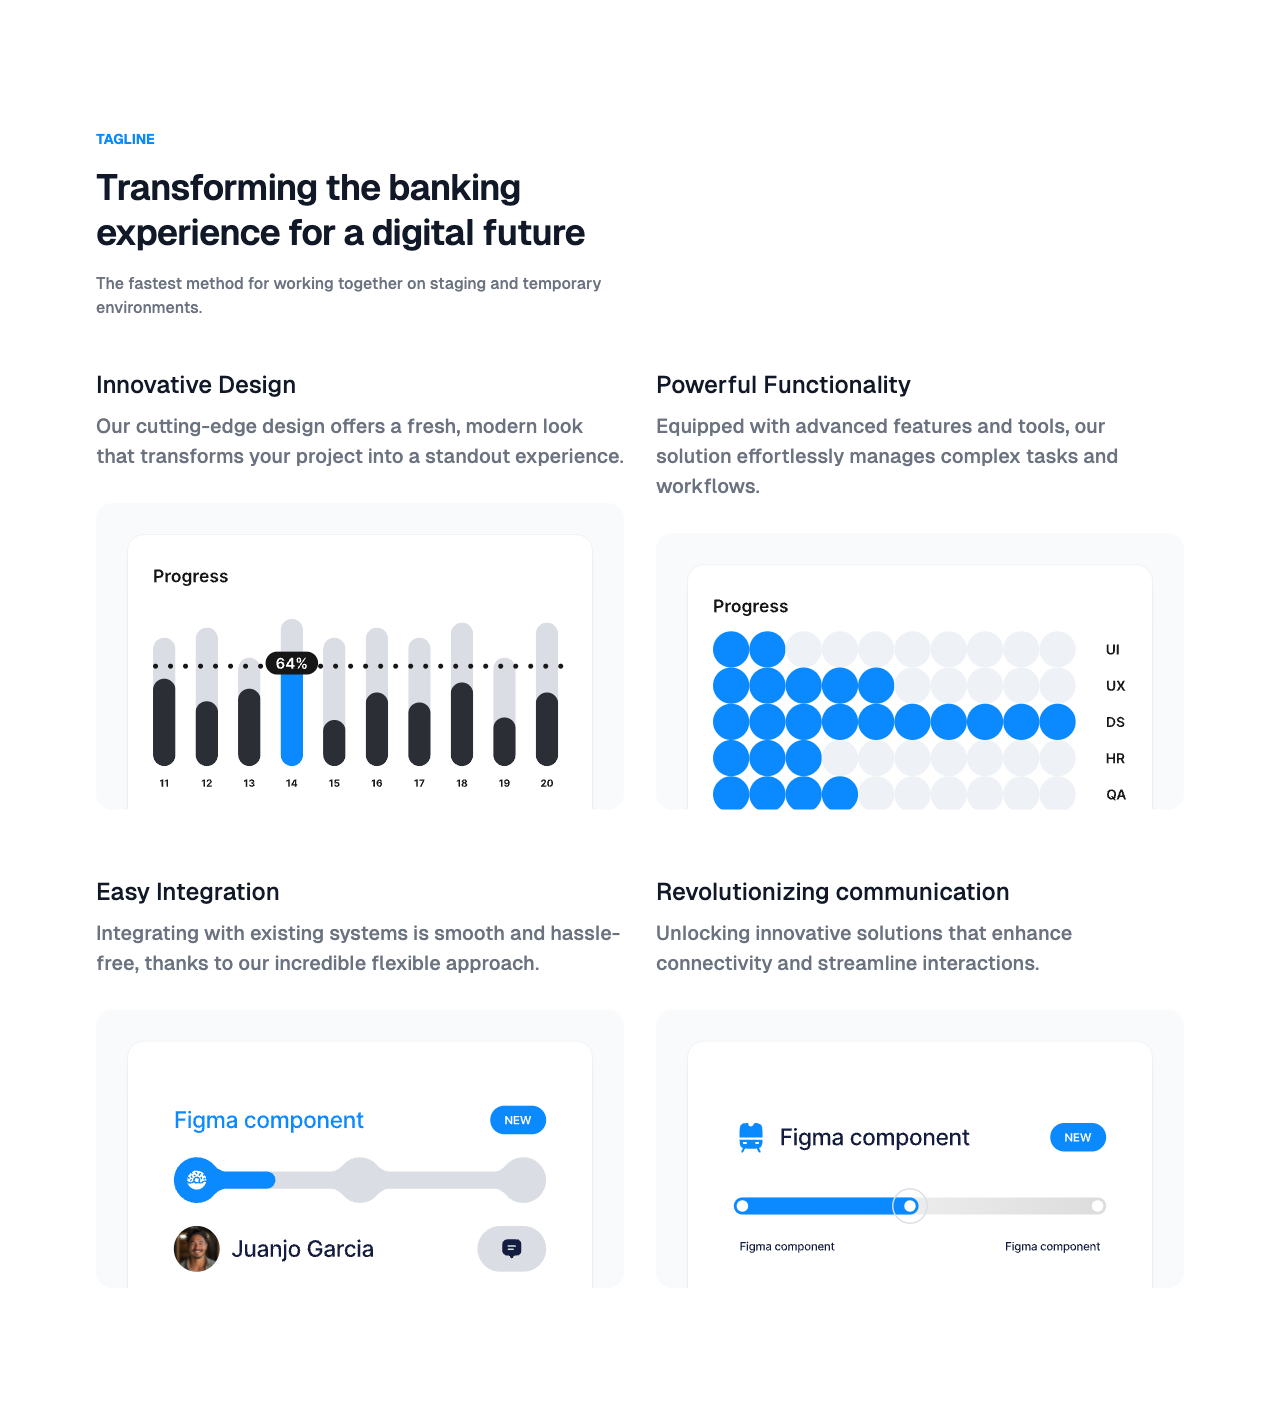 TAGLINE
Transforming the banking
experience for a digital future
The fastest method for working together on staging and temporary
environments.
Innovative Design
Our cutting-edge design offers a fresh, modern look
that transforms your project into a standout experience.
Progress
64%
11 12 13 14 15 16 17 18 19 20
Powerful Functionality
Equipped with advanced features and tools, our
solution effortlessly manages complex tasks and
workflows.
Progress
UI
UX
DS
HR
QA
Easy Integration
Integrating with existing systems is smooth and hassle-
free, thanks to our incredible flexible approach.
Figma component
NEW
Juanjo Garcia
Revolutionizing communication
Unlocking innovative solutions that enhance
connectivity and streamline interactions.
Figma component
NEW
Figma component
Figma component